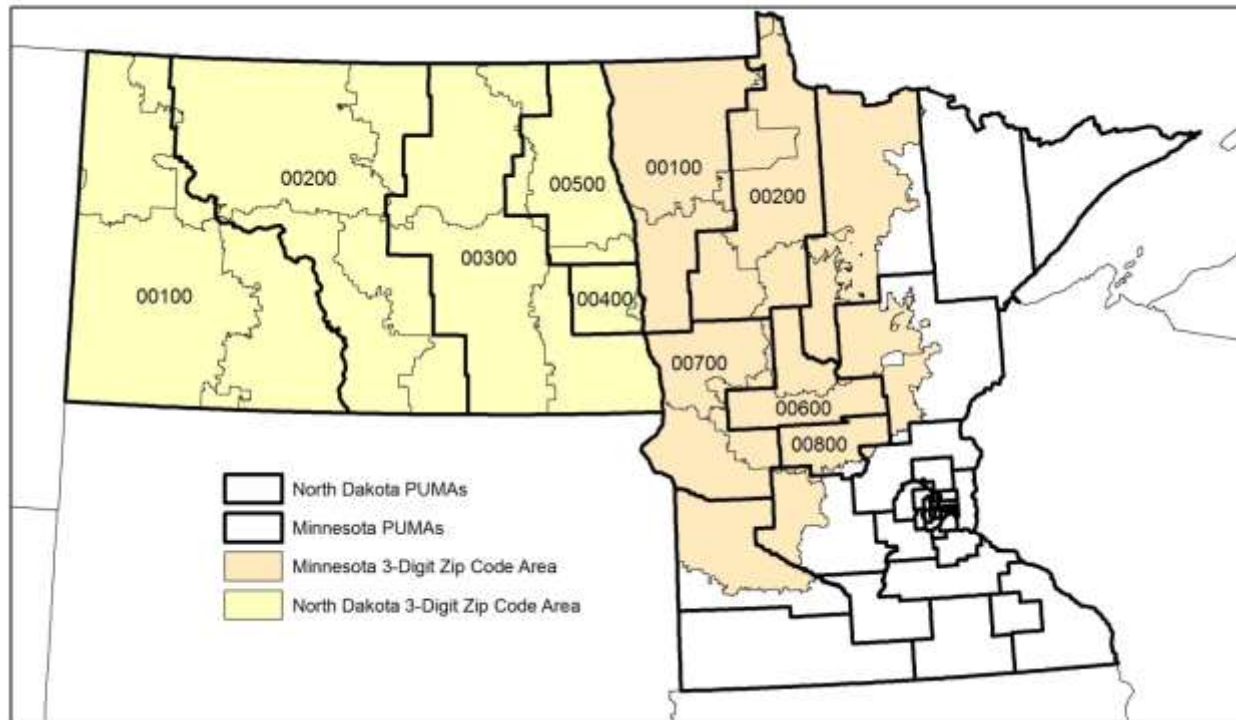 00100
00200
00500
00200
00300
00100
00400
00700
00600
00800
North Dakota PUMAs
Minnesota PUMAs
Minnesota 3-Digit Zip Code Area
North Dakota 3-Digit Zip Code Area